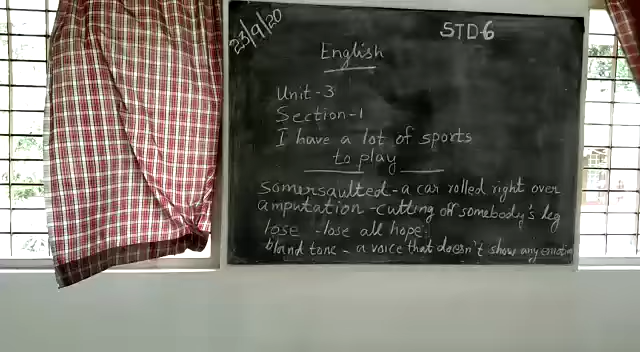 23/9/20
STD-6
English
Unit-3
Section-1
I have a lot of sports
to play
somersaulted - a car rolled right over
amputation - cutting off somebody's leg
lose - lose all hope.
bland tone - a voice that doesn't show any emotion